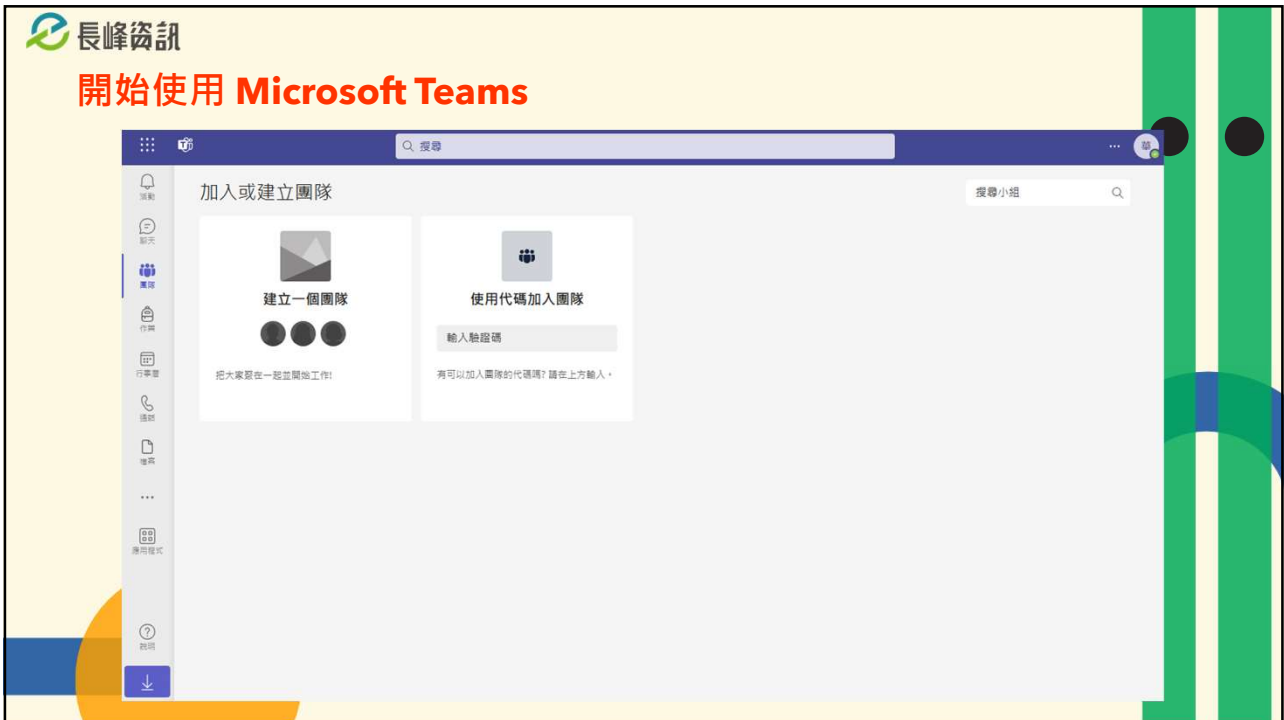 長峰資訊
開始使用 Microsoft Teams
搜尋
華
活動
聊天
團隊
作業
行事曆
通話
檔案
應用程式
說明
加入或建立團隊
搜尋小組
建立一個團隊
把大家聚在一起並開始工作!
使用代碼加入團隊
輸入驗證碼
有可以加入團隊的代碼嗎? 請在上方輸入。